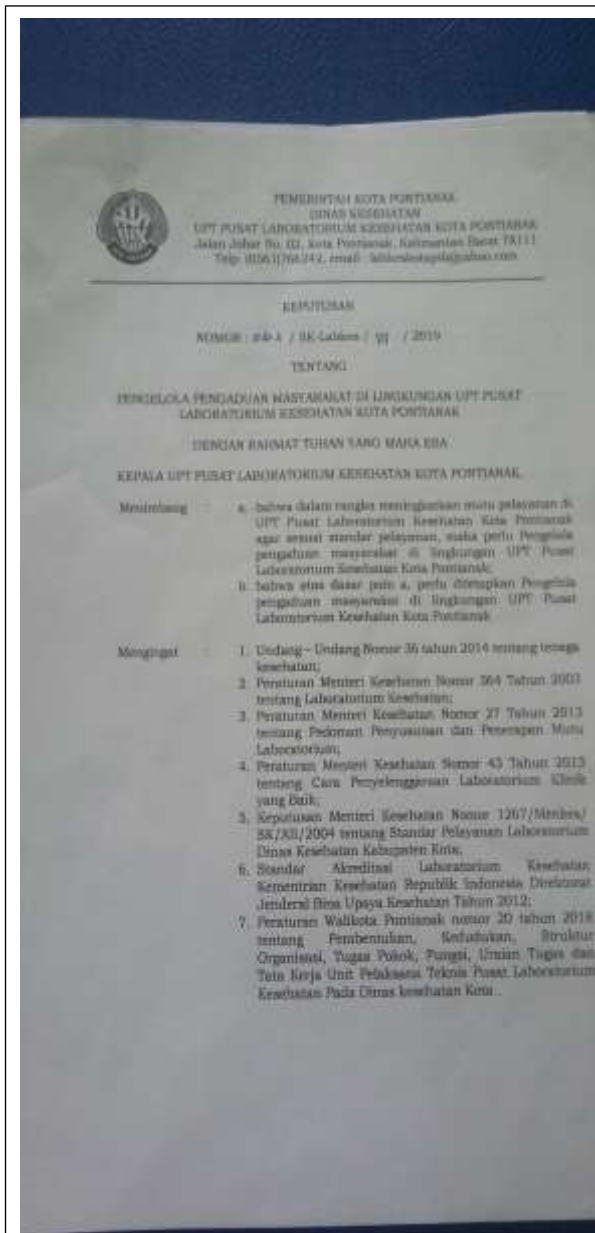 PEMERINTAH KOTA PONTIANAK
DINAS KESEHATAN
UPT PUSAT LABORATORIUM KESEHATAN KOTA PONTIANAK
Jalan Johar No. 02, Kota Pontianak, Kalimantan Barat 78111
Telp. email
KEPUTUSAN
NOMOR : / SK-Labkes / VI / 2019
TENTANG
PENGELOLA PENGADUAN MASYARAKAT DI LINGKUNGAN UPT PUSAT
LABORATORIUM KESEHATAN KOTA PONTIANAK
DENGAN RAHMAT TUHAN YANG MAHA ESA
KEPALA UPT PUSAT LABORATORIUM KESEHATAN KOTA PONTIANAK,
Menimbang : a. bahwa dalam rangka meningkatkan mutu pelayanan di
UPT Pusat Laboratorium Kesehatan Kota Pontianak
agar sesuai standar pelayanan, maka perlu Pengelola
pengaduan masyarakat di lingkungan UPT Pusat
Laboratorium Kesehatan Kota Pontianak;
b. bahwa atas dasar poin a, perlu ditetapkan Pengelola
pengaduan masyarakat di lingkungan UPT Pusat
Laboratorium Kesehatan Kota Pontianak
Mengingat : 1. Undang – Undang Nomor 36 tahun 2014 tentang tenaga
kesehatan;
2. Peraturan Menteri Kesehatan Nomor 364 Tahun 2003
tentang Laboratorium Kesehatan;
3. Peraturan Menteri Kesehatan Nomor 27 Tahun 2013
tentang Pedoman Penyusunan dan Penerapan Mutu
Laboratorium;
4. Peraturan Menteri Kesehatan Nomor 43 Tahun 2013
tentang Cara Penyelenggaraan Laboratorium Klinik
yang Baik;
5. Keputusan Menteri Kesehatan Nomor 1267/Menkes/
SK/XII/2004 tentang Standar Pelayanan Laboratorium
Dinas Kesehatan Kabupaten Kota;
6. Standar Akreditasi Laboratorium Kesehatan
Kementrian Kesehatan Republik Indonesia Direktorat
Jenderal Bina Upaya Kesehatan Tahun 2012;
7. Peraturan Walikota Pontianak nomor 20 tahun 2018
tentang Pembentukan, Kedudukan, Struktur
Organisasi, Tugas Pokok, Fungsi, Uraian Tugas dan
Tata Kerja Unit Pelaksana Teknis Pusat Laboratorium
Kesehatan Pada Dinas kesehatan Kota .